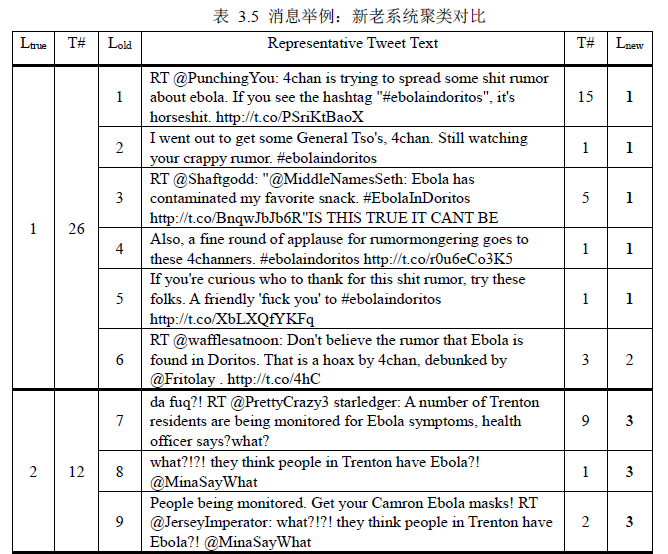 表 3.5 消息举例：新老系统聚类对比
Ltrue T# Lold Representative Tweet Text T# Lnew
1 26
1 RT @PunchingYou: 4chan is trying to spread some shit rumor
about ebola. If you see the hashtag "#ebolaindoritos", it's
horseshit. http://t.co/PSriKtBaoX 15 1
2 I went out to get some General Tso's, 4chan. Still watching
your crappy rumor. #ebolaindoritos 1 1
3 RT @Shaftgodd: "@MiddleNamesSeth: Ebola has
contaminated my favorite snack. #EbolaInDoritos
http://t.co/BnqwJbJb6R"IS THIS TRUE IT CANT BE 5 1
4 Also, a fine round of applause for rumormongering goes to
these 4channers. #ebolaindoritos http://t.co/r0u6eCo3K5 1 1
5 If you're curious who to thank for this shit rumor, try these
folks. A friendly 'fuck you' to #ebolaindoritos
http://t.co/XbLXQfYKFq 1 1
6 RT @wafflesatnoon: Don't believe the rumor that Ebola is
found in Doritos. That is a hoax by 4chan, debunked by
@Fritolay . http://t.co/4hC 3 2
2 12
7 da fuq?! RT @PrettyCrazy3 starledger: A number of Trenton
residents are being monitored for Ebola symptoms, health
officer says?what? 9 3
8 what?!?! they think people in Trenton have Ebola?!
@MinaSayWhat 1 3
9 People being monitored. Get your Camron Ebola masks! RT
@JerseyImperator: what?!?! they think people in Trenton have
Ebola?! @MinaSayWhat 2 3